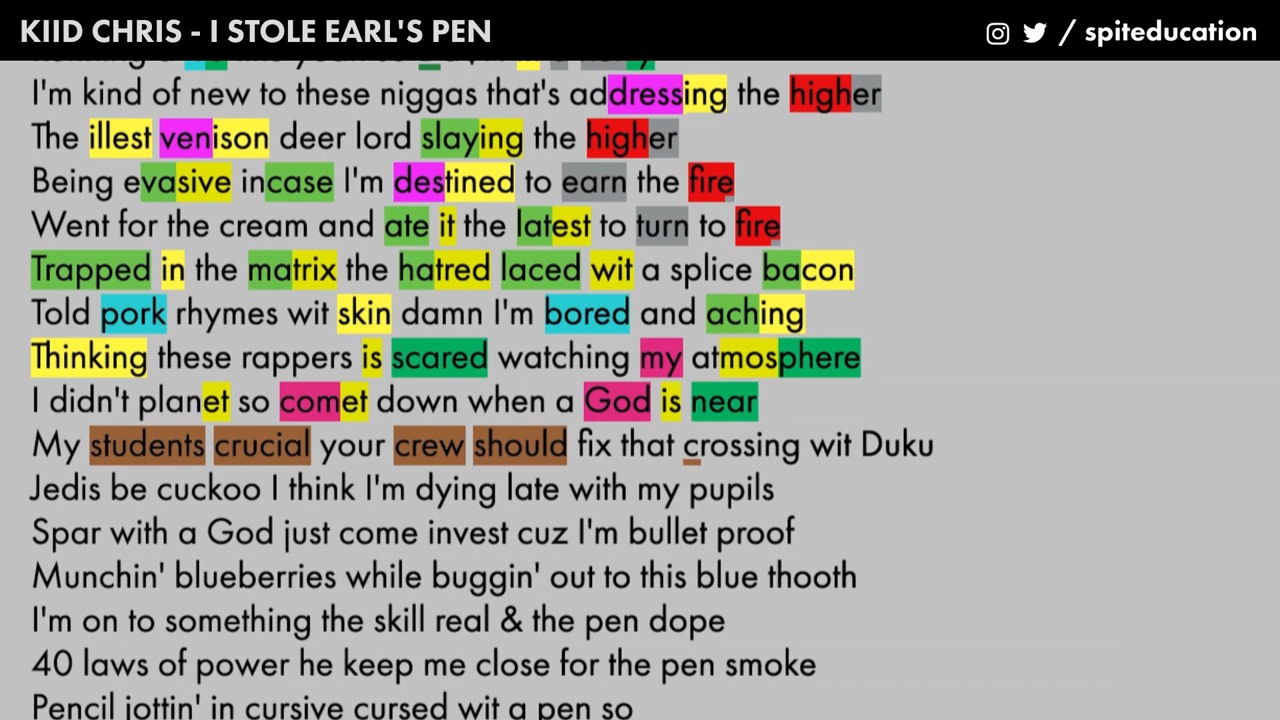 KIID CHRIS - I STOLE EARL'S PEN
/ spiteducation
I'm kind of new to these niggas that's addressing the higher
The illest venison deer lord slaying the higher
Being evasive incase I'm destined to earn the fire
Went for the cream and ate it the latest to turn to fire
Trapped in the matrix the hatred laced wit a splice bacon
Told pork rhymes wit skin damn I'm bored and aching
Thinking these rappers is scared watching my atmosphere
I didn't planet so comet down when a God is near
My students crucial your crew should fix that crossing wit Duku
Jedis be cuckoo I think I'm dying late with my pupils
Spar with a God just come invest cuz I'm bullet proof
Munchin' blueberries while buggin' out to this blue thooth
I'm on to something the skill real & the pen dope
40 laws of power he keep me close for the pen smoke
Pencil jottin' in cursive cursed wit a pen so